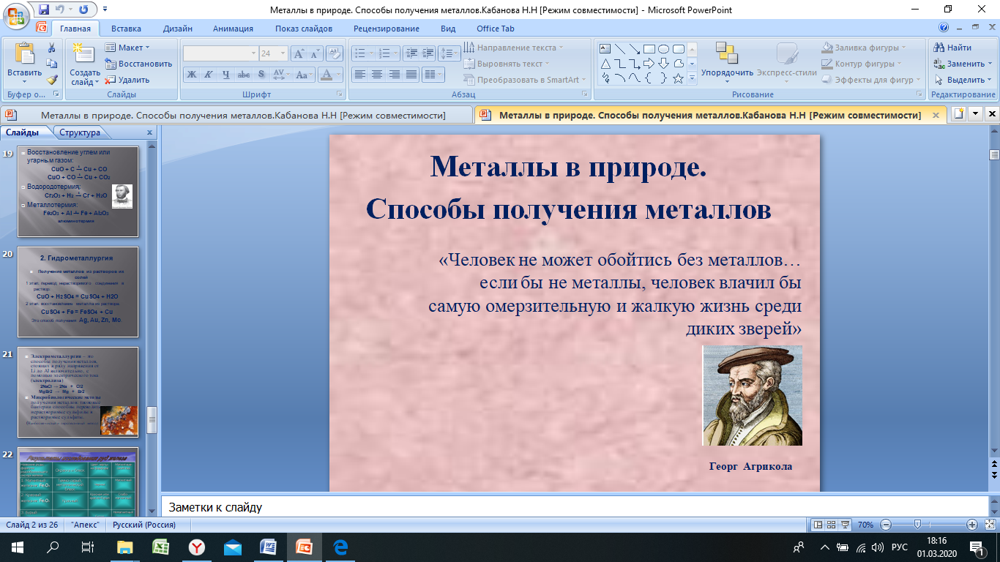 Металлы в природе. Способы получения металлов.Кабанова Н.Н [Режим совместимости] - Microsoft PowerPoint
Главная Вставка Дизайн Анимация Показ слайдов Рецензирование Вид Office Tab
Вставить
Буфер о...
Создать слайд
Макет
Восстановить
Удалить
Слайды
24
Ж К Ч abc S AV Aa A
Шрифт
Направление текста
Выровнять текст
Преобразовать в SmartArt
Абзац
Упорядочить
Экспресс-стили
Заливка фигуры
Контур фигуры
Эффекты для фигур
Рисование
Найти
Заменить
Выделить
Редактирование
Металлы в природе. Способы получения металлов.Кабанова Н.Н [Режим совместимости]
Металлы в природе. Способы получения металлов.Кабанова Н.Н [Режим совместимости]
Слайды Структура
19
Восстановление углем или
угарным газом:
CuO + C → Cu + CO
CuO + CO → Cu + CO2
Водородотермия:
Cr2O3 + H2 → Cr + H2O
Металлотермия:
Fe2O3 + Al → Fe + Al2O3
алюминотермия
20
2. Гидрометаллургия
Получение металлов из растворов их
солей
1 этап: перевод нерастворимого соединения в
раствор:
CuO + H2SO4 = CuSO4 + H2O
2 этап: восстановление металла из раствора:
CuSO4 + Fe = FeSO4 + Cu
Это способ получения Ag, Au, Zn, Mo
21
Электрометаллургия – это
способы получения металлов,
стоящих в ряду напряжения от
Li до Al включительно, с
помощью электрического тока
(электролиза)
2NaCl → 2Na + Cl2
MgBr2 → Mg + Br2
Микробиологические методы
22
Металлы в природе.
Способы получения металлов
«Человек не может обойтись без металлов…
если бы не металлы, человек влачил бы
самую омерзительную и жалкую жизнь среди
диких зверей»
Георг Агрикола
Заметки к слайду
Слайд 2 из 26 "Апекс" Русский (Россия) 70%
РУС
18:16
01.03.2020
1